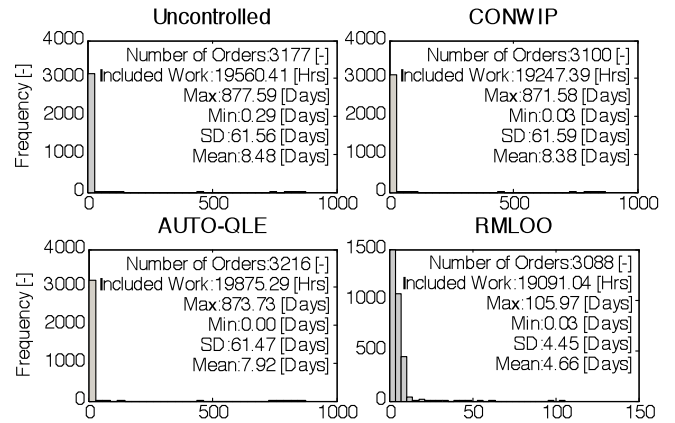 Uncontrolled
CONWIP
4000
3000
2000
1000
0
Frequency [-]
Number of Orders:3177 [-]
Included Work:19560.41 [Hrs]
Max:877.59 [Days]
Min:0.29 [Days]
SD:61.56 [Days]
Mean:8.48 [Days]
0
500
1000
4000
3000
2000
1000
0
Number of Orders:3100 [-]
Included Work:19247.39 [Hrs]
Max:871.58 [Days]
Min:0.03 [Days]
SD:61.59 [Days]
Mean:8.38 [Days]
0
500
1000
AUTO-QLE
RMLOO
4000
3000
2000
1000
0
Frequency [-]
Number of Orders:3216 [-]
Included Work:19875.29 [Hrs]
Max:873.73 [Days]
Min:0.00 [Days]
SD:61.47 [Days]
Mean:7.92 [Days]
0
500
1000
1500
1000
500
0
Number of Orders:3088 [-]
Included Work:19091.04 [Hrs]
Max:105.97 [Days]
Min:0.03 [Days]
SD:4.45 [Days]
Mean:4.66 [Days]
0
50
100
150